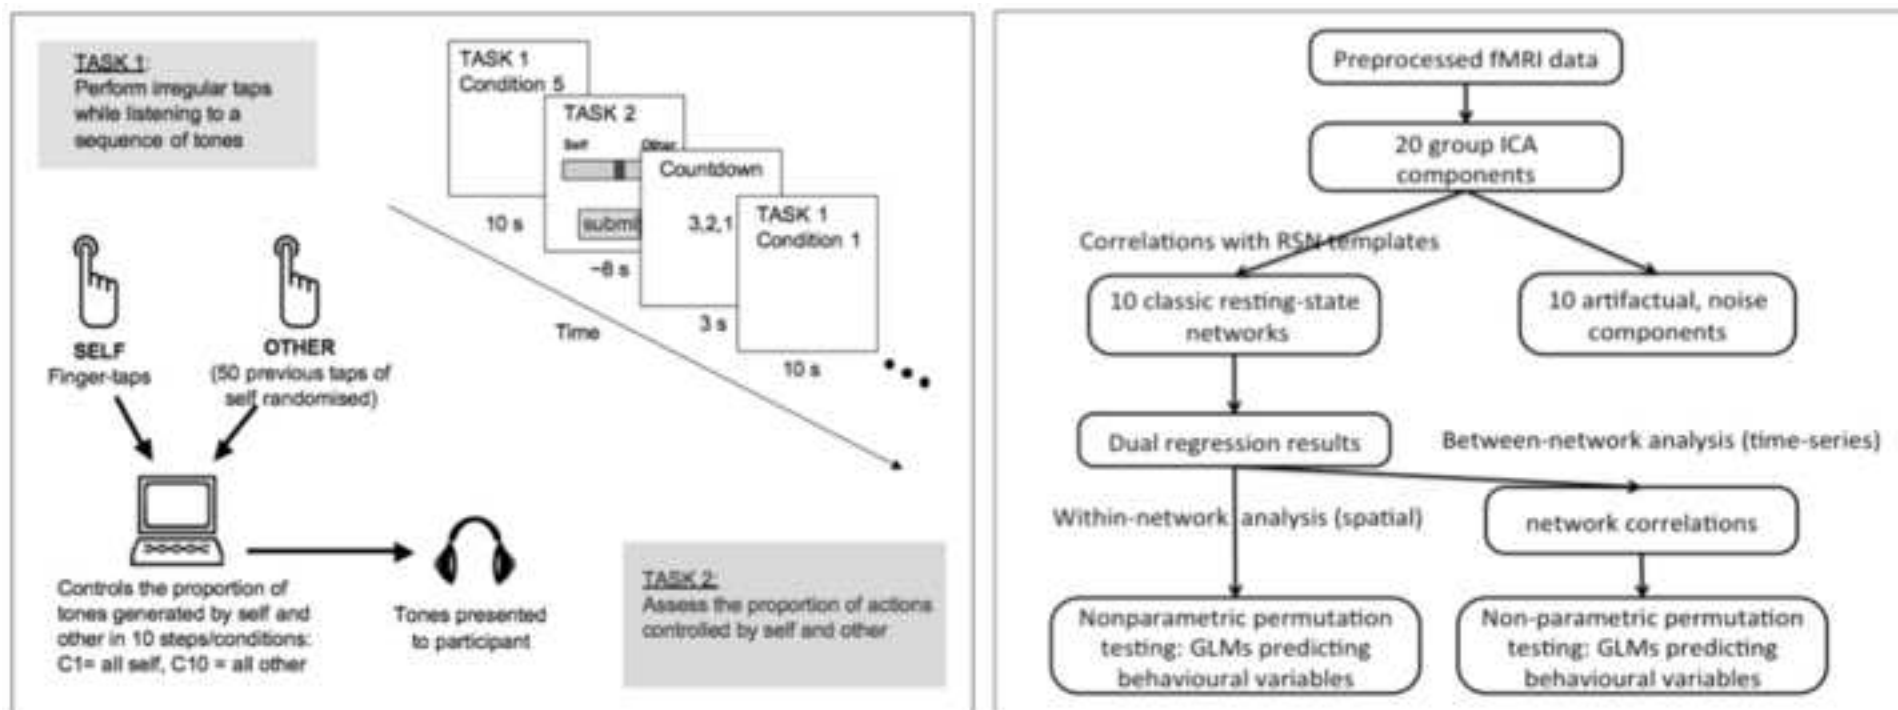 TASK 1:
Perform irregular taps
while listening to a
sequence of tones
TASK 1
Condition 5
10 s
TASK 2
Self Other
submit
~8 s
Countdown
3,2,1
3 s
TASK 1
Condition 1
10 s
Time
SELF
Finger-taps
OTHER
(50 previous taps of
self randomised)
Controls the proportion of
tones generated by self and
other in 10 steps/conditions:
C1= all self, C10 = all other
Tones presented
to participant
TASK 2:
Assess the proportion of actions
controlled by self and other
Preprocessed fMRI data
20 group ICA
components
Correlations with RSN templates
10 classic resting-state
networks
10 artifactual, noise
components
Dual regression results
Between-network analysis (time-series)
Within-network analysis (spatial)
network correlations
Nonparametric permutation
testing: GLMs predicting
behavioural variables
Non-parametric permutation
testing: GLMs predicting
behavioural variables